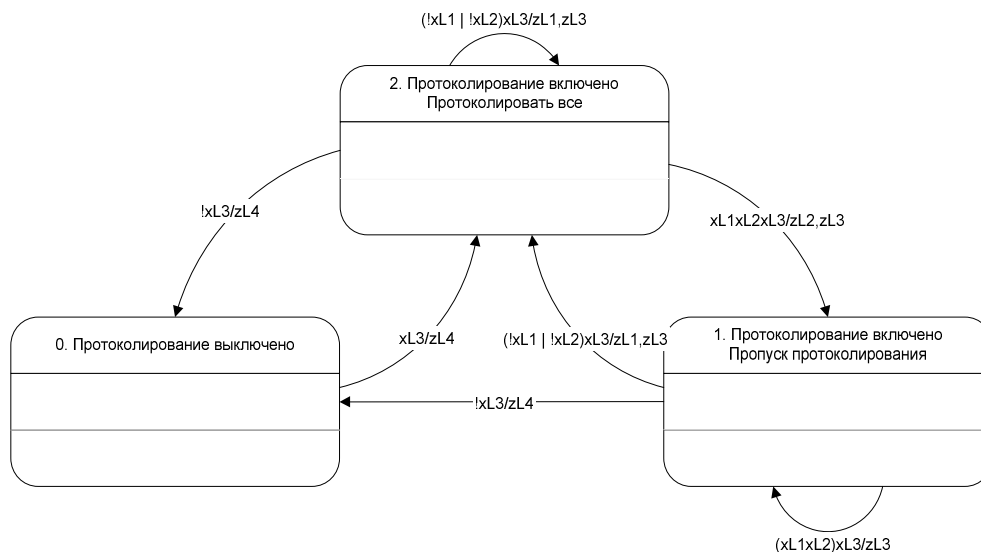 (!xL1 | !xL2)xL3/zL1,zL3
2. Протоколирование включено
Протоколировать все
!xL3/zL4
xL1xL2xL3/zL2,zL3
0. Протоколирование выключено
xL3/zL4
(!xL1 | !xL2)xL3/zL1,zL3
1. Протоколирование включено
Пропуск протоколирования
!xL3/zL4
(xL1xL2)xL3/zL3